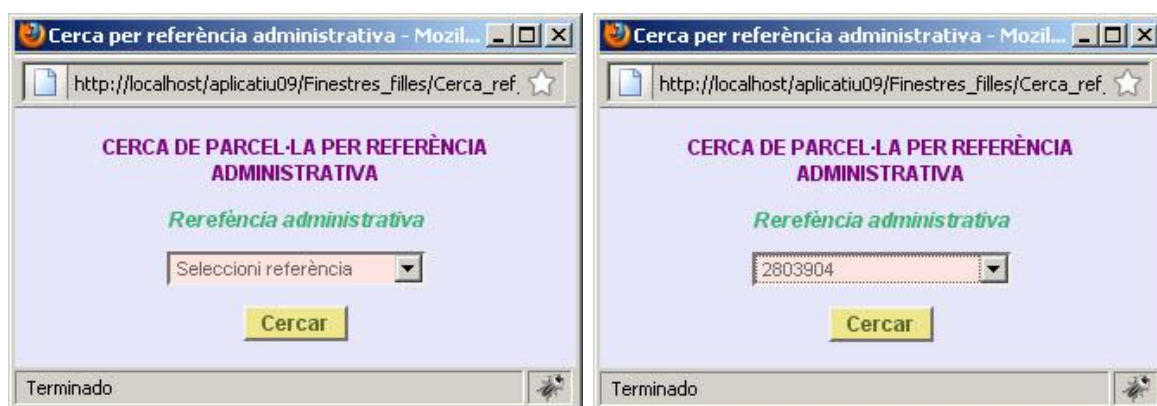 Cerca per referència administrativa - Mozil...
http://localhost/aplicatiu09/Finestres_filles/Cerca_ref_
CERCA DE PARCEL·LA PER REFERÈNCIA
ADMINISTRATIVA
Rerefència administrativa
Seleccioni referència
Cercar
Terminado
Cerca per referència administrativa - Mozil...
http://localhost/aplicatiu09/Finestres_filles/Cerca_ref_
CERCA DE PARCEL·LA PER REFERÈNCIA
ADMINISTRATIVA
Rerefència administrativa
2803904
Cercar
Terminado